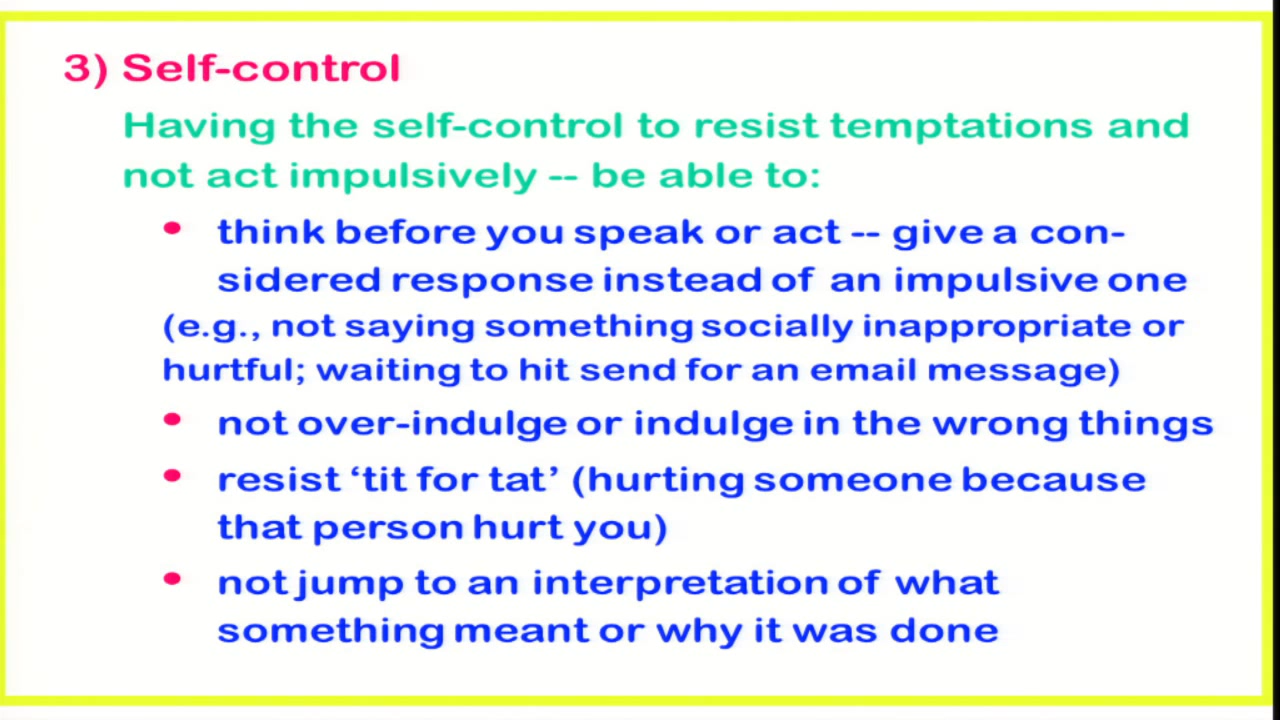 3) Self-control
Having the self-control to resist temptations and
not act impulsively -- be able to:
• think before you speak or act -- give a con-
sidered response instead of an impulsive one
(e.g., not saying something socially inappropriate or
hurtful; waiting to hit send for an email message)
• not over-indulge or indulge in the wrong things
• resist ‘tit for tat’ (hurting someone because
that person hurt you)
• not jump to an interpretation of what
something meant or why it was done